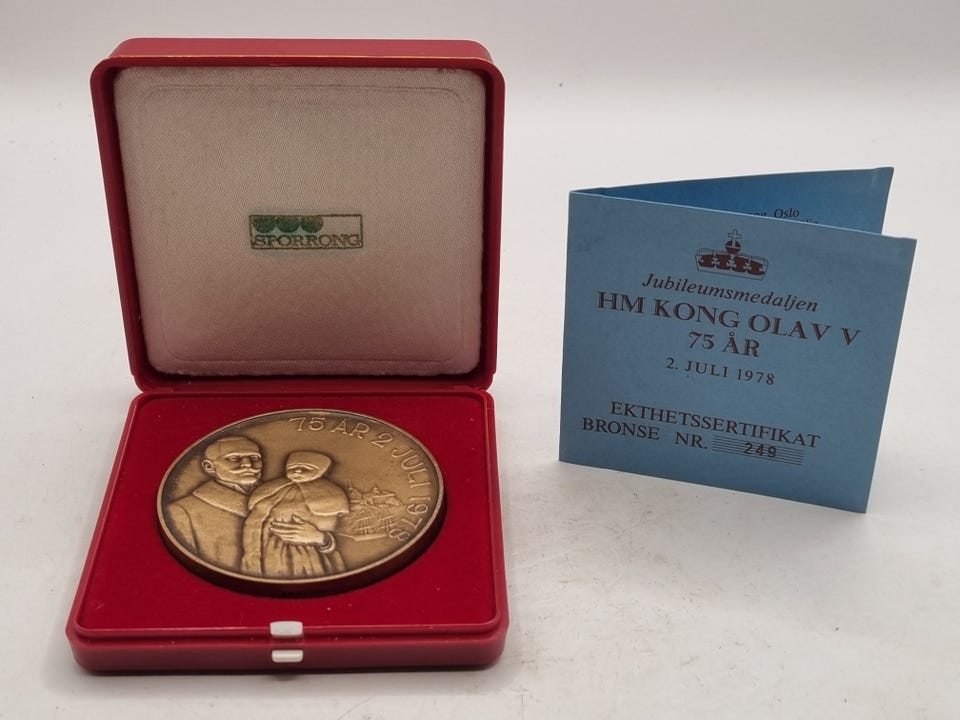 SPORRONG
75 ÅR 2. JULI 1978
Oslo
Jubileumsmedaljen
HM KONG OLAV V
75 ÅR
2. JULI 1978
EKTHETSSERTIFIKAT
BRONSE NR. 249